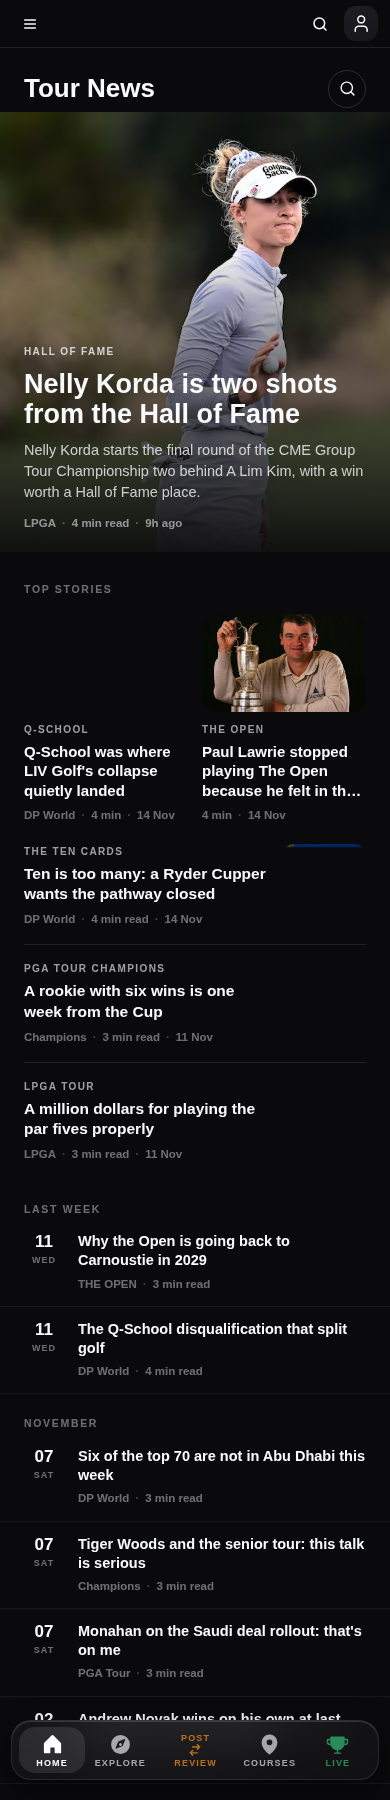 Tour News
Goldman
Sachs
HALL OF FAME
Nelly Korda is two shots
from the Hall of Fame
Nelly Korda starts the final round of the CME Group
Tour Championship two behind A Lim Kim, with a win
worth a Hall of Fame place.
LPGA · 4 min read · 9h ago
TOP STORIES
Q-SCHOOL
Q-School was where
LIV Golf's collapse
quietly landed
DP World · 4 min · 14 Nov
THE OPEN
Paul Lawrie stopped
playing The Open
because he felt in th…
4 min · 14 Nov
THE TEN CARDS
Ten is too many: a Ryder Cupper
wants the pathway closed
DP World · 4 min read · 14 Nov
PGA TOUR CHAMPIONS
A rookie with six wins is one
week from the Cup
Champions · 3 min read · 11 Nov
LPGA TOUR
A million dollars for playing the
par fives properly
LPGA · 3 min read · 11 Nov
LAST WEEK
11
WED
Why the Open is going back to
Carnoustie in 2029
THE OPEN · 3 min read
11
WED
The Q-School disqualification that split
golf
DP World · 4 min read
NOVEMBER
07
SAT
Six of the top 70 are not in Abu Dhabi this
week
DP World · 3 min read
07
SAT
Tiger Woods and the senior tour: this talk
is serious
Champions · 3 min read
07
SAT
Monahan on the Saudi deal rollout: that's
on me
PGA Tour · 3 min read
02
Andrew Novak wins on his own at last
HOME
EXPLORE
POST
REVIEW
COURSES
LIVE